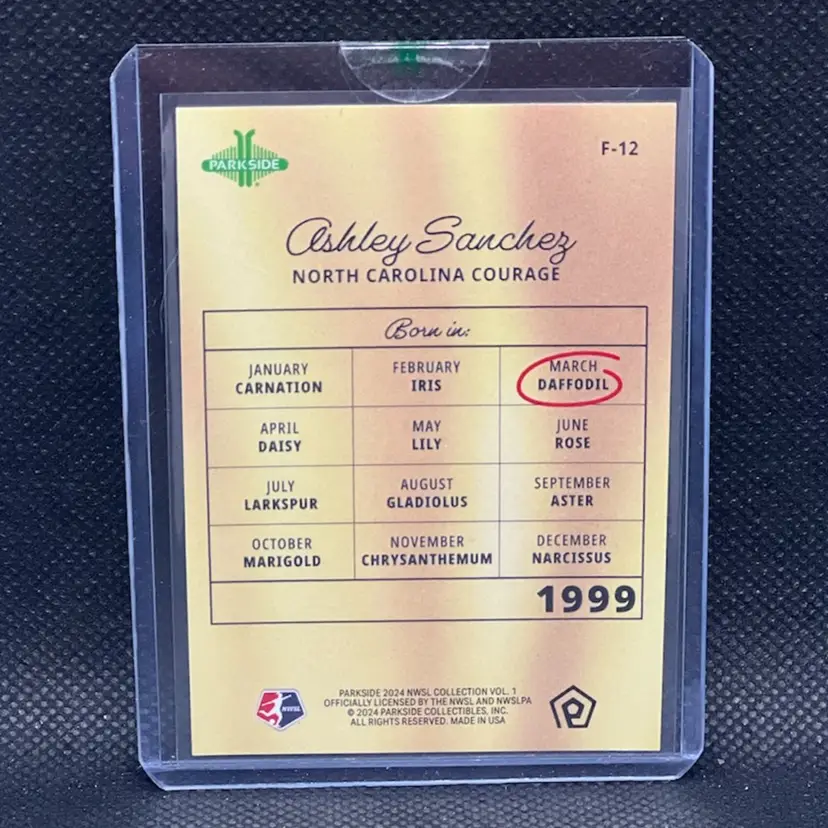 PARKSIDE
F-12
Ashley Sanchez
NORTH CAROLINA COURAGE
Born in:
JANUARY
CARNATION
FEBRUARY
IRIS
MARCH
DAFFODIL
APRIL
DAISY
MAY
LILY
JUNE
ROSE
JULY
LARKSPUR
AUGUST
GLADIOLUS
SEPTEMBER
ASTER
OCTOBER
MARIGOLD
NOVEMBER
CHRYSANTHEMUM
DECEMBER
NARCISSUS
1999
NWSL
PARKSIDE 2024 NWSL COLLECTION VOL. 1
OFFICIALLY LICENSED BY THE NWSL AND NWSLPA
© 2024 PARKSIDE COLLECTIBLES, INC.
ALL RIGHTS RESERVED. MADE IN USA